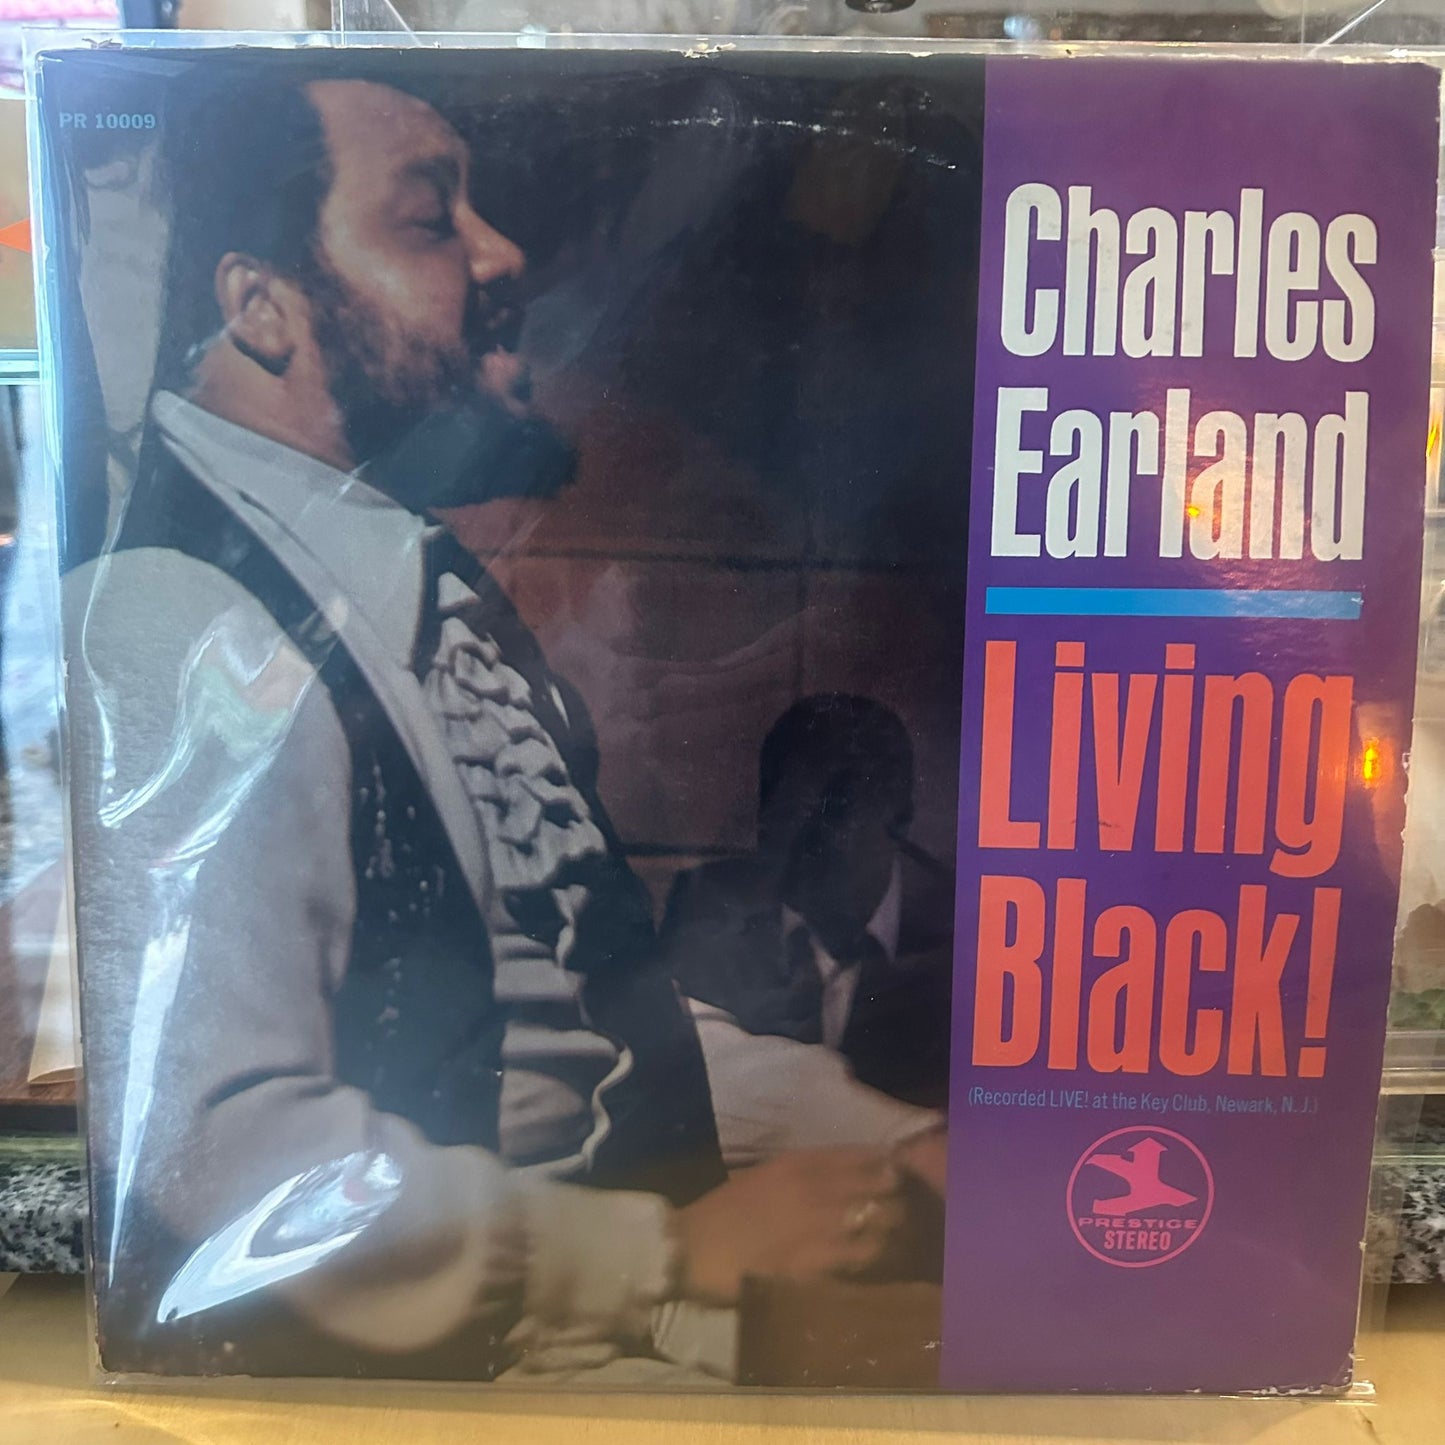 PR 10009
Charles
Earland
Living
Black!
(Recorded LIVE! at the Key Club, Newark, N. J.)
PRESTIGE
STEREO